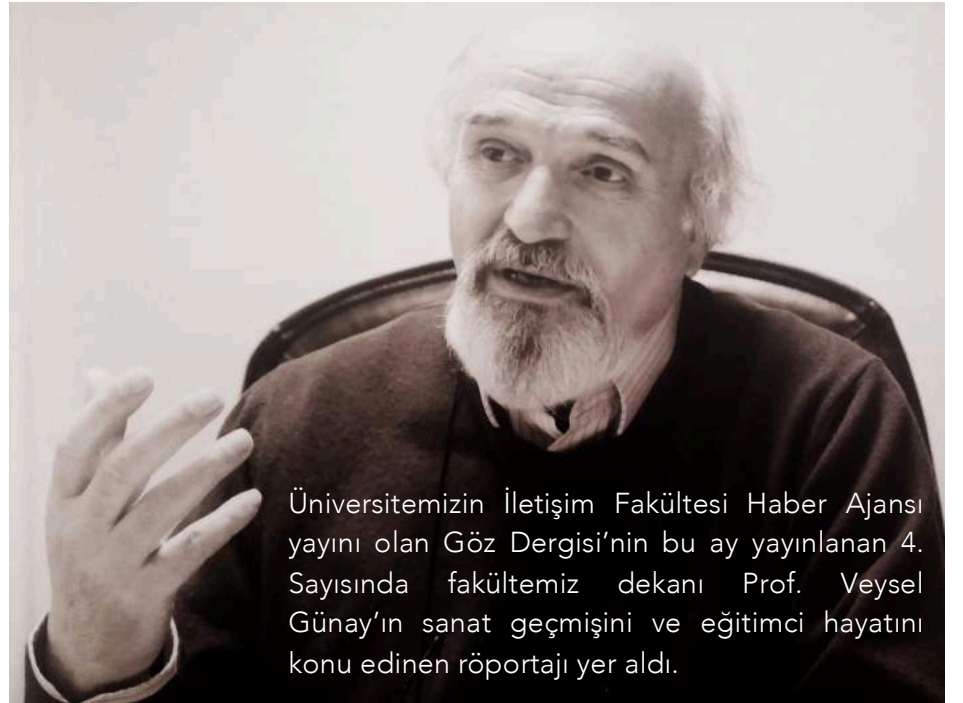 Üniversitemizin İletişim Fakültesi Haber Ajansı
yayını olan Göz Dergisi’nin bu ay yayınlanan 4.
Sayısında fakültemiz dekanı Prof. Veysel
Günay’ın sanat geçmişini ve eğitimci hayatını
konu edinen röportajı yer aldı.